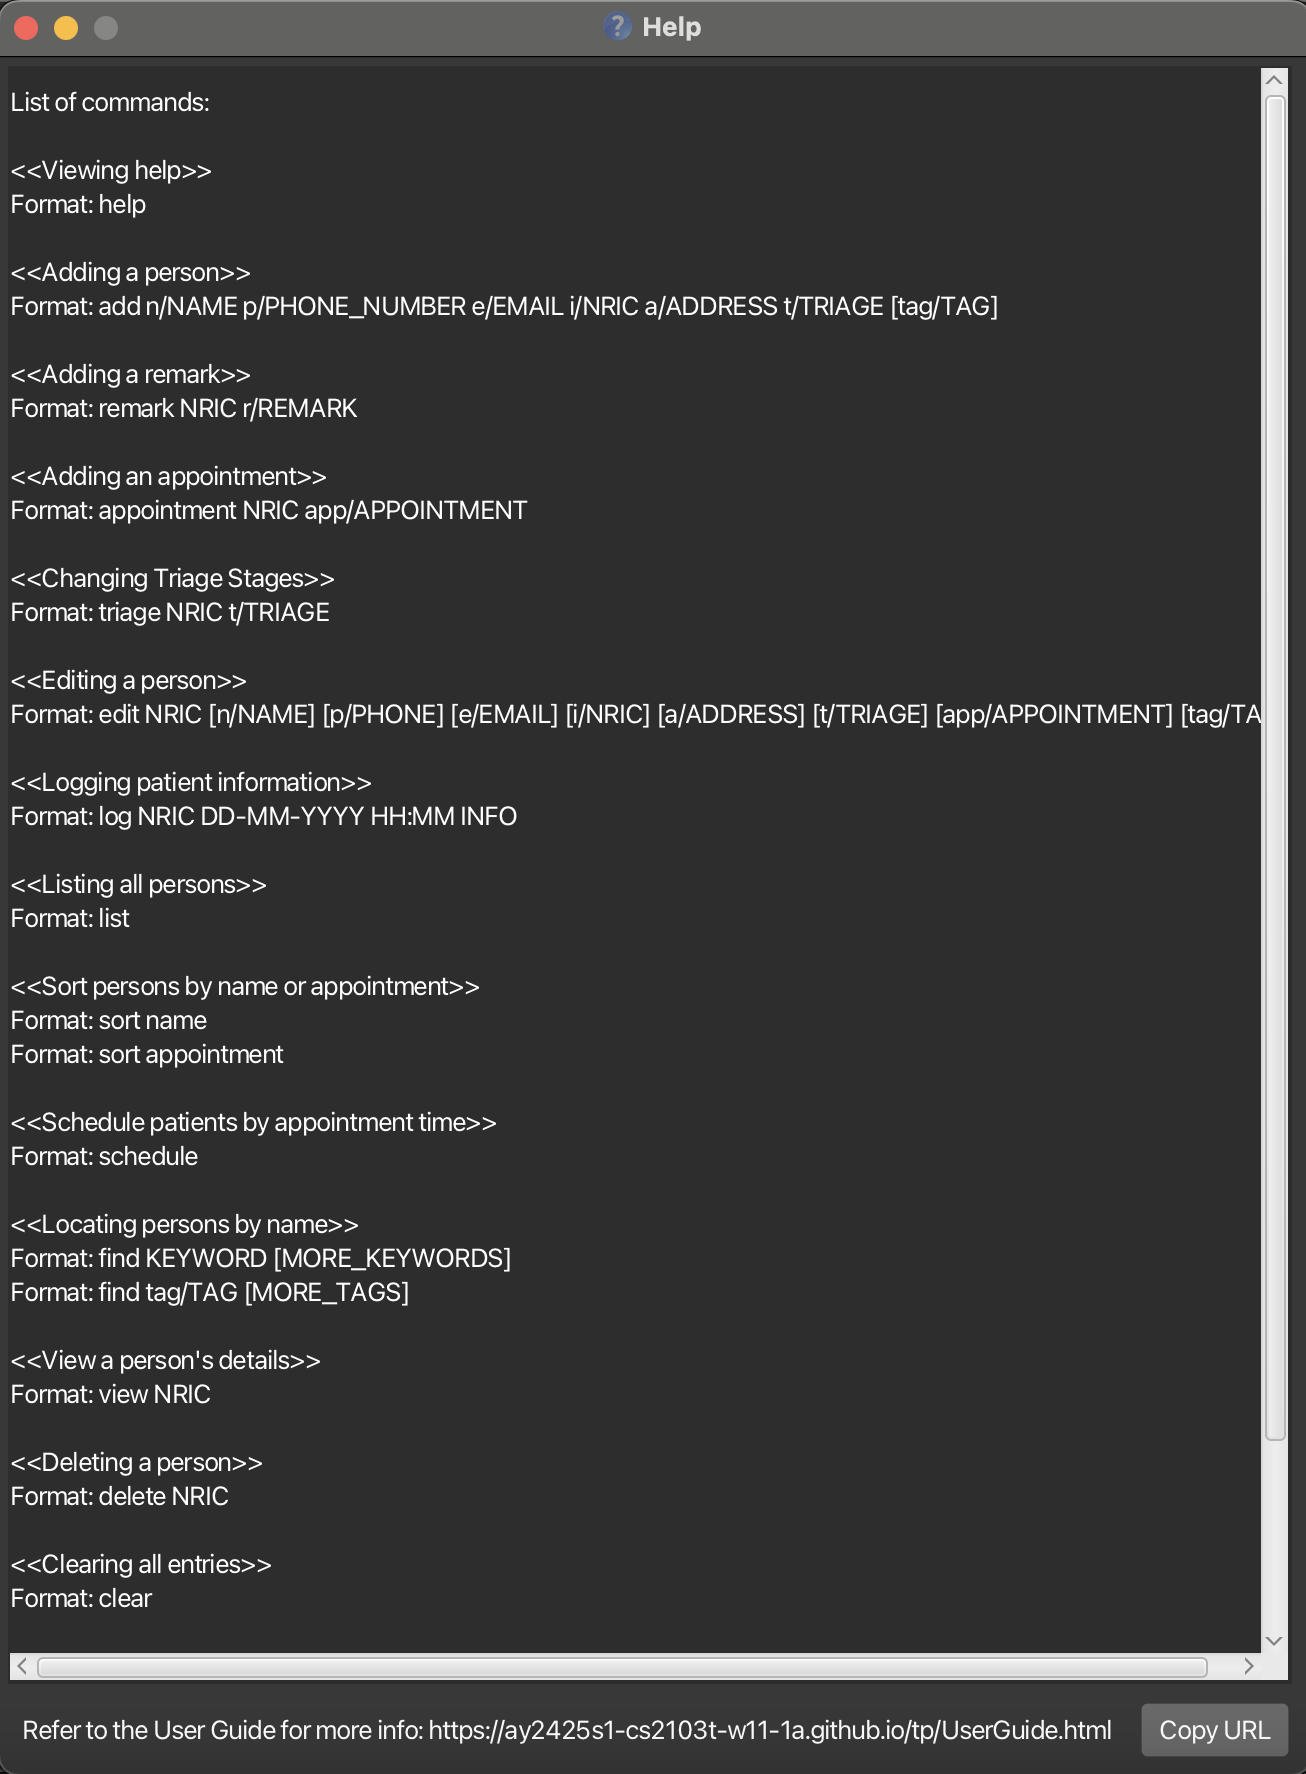 Help
List of commands:
<<Viewing help>>
Format: help
<<Adding a person>>
Format: add n/NAME p/PHONE_NUMBER e/EMAIL i/NRIC a/ADDRESS t/TRIAGE [tag/TAG]
<<Adding a remark>>
Format: remark NRIC r/REMARK
<<Adding an appointment>>
Format: appointment NRIC app/APPOINTMENT
<<Changing Triage Stages>>
Format: triage NRIC t/TRIAGE
<<Editing a person>>
Format: edit NRIC [n/NAME] [p/PHONE] [e/EMAIL] [i/NRIC] [a/ADDRESS] [t/TRIAGE] [app/APPOINTMENT] [tag/TA
<<Logging patient information>>
Format: log NRIC DD-MM-YYYY HH:MM INFO
<<Listing all persons>>
Format: list
<<Sort persons by name or appointment>>
Format: sort name
Format: sort appointment
<<Schedule patients by appointment time>>
Format: schedule
<<Locating persons by name>>
Format: find KEYWORD [MORE_KEYWORDS]
Format: find tag/TAG [MORE_TAGS]
<<View a person's details>>
Format: view NRIC
<<Deleting a person>>
Format: delete NRIC
<<Clearing all entries>>
Format: clear
Refer to the User Guide for more info: https://ay2425s1-cs2103t-w11-1a.github.io/tp/UserGuide.html
Copy URL